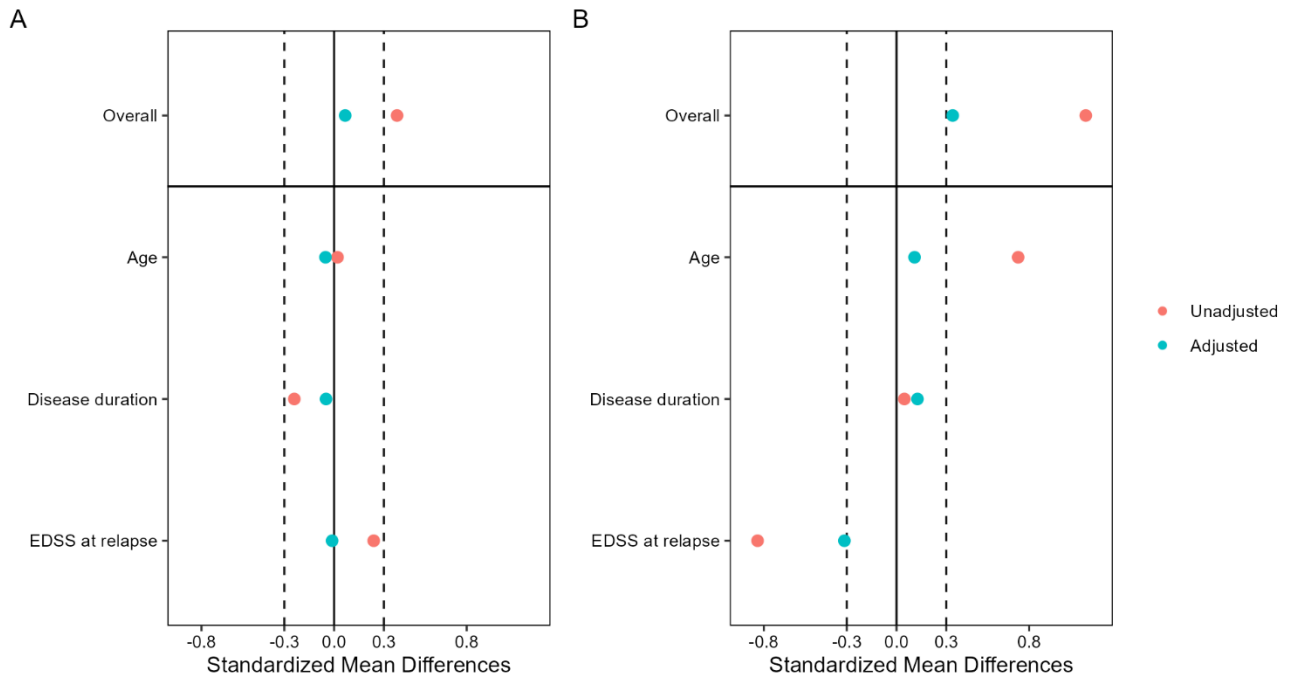 A
Overall
Age
Disease duration
EDSS at relapse
-0.8 -0.3 0.0 0.3 0.8
Standardized Mean Differences
B
Overall
Age
Disease duration
EDSS at relapse
-0.8 -0.3 0.0 0.3 0.8
Standardized Mean Differences
Unadjusted
Adjusted